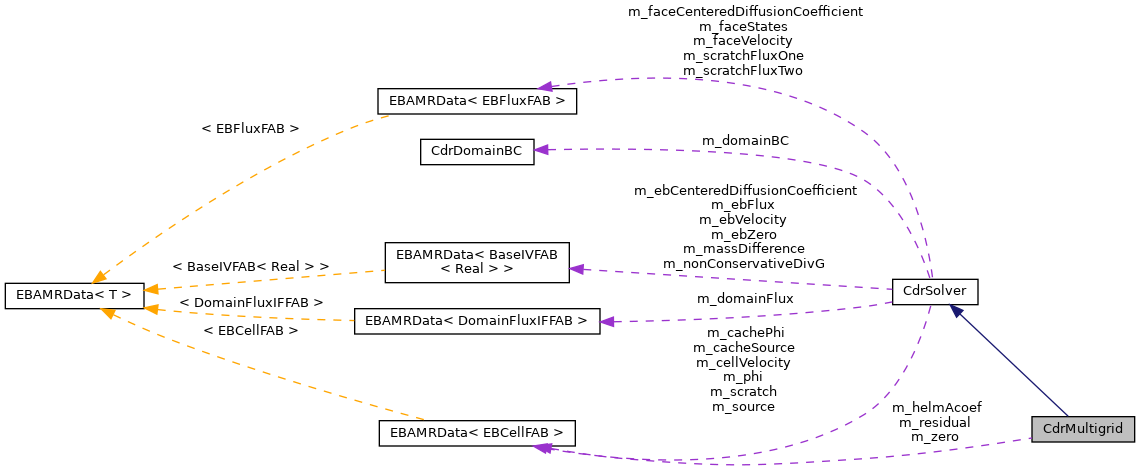 m_faceCenteredDiffusionCoefficient
m_faceStates
m_faceVelocity
m_scratchFluxOne
m_scratchFluxTwo
EBAMRData< EBFluxFAB >
< EBFluxFAB >
m_domainBC
CdrDomainBC
m_ebCenteredDiffusionCoefficient
m_ebFlux
m_ebVelocity
m_ebZero
m_massDifference
m_nonConservativeDivG
EBAMRData< BaseIVFAB
< Real > >
< BaseIVFAB< Real > >
EBAMRData< T >
CdrSolver
< DomainFluxIFFAB >
m_domainFlux
EBAMRData< DomainFluxIFFAB >
< EBCellFAB >
m_cachePhi
m_cacheSource
m_cellVelocity
m_phi
m_scratch
m_source
m_helmAcoef
m_residual
m_zero
EBAMRData< EBCellFAB >
CdrMultigrid